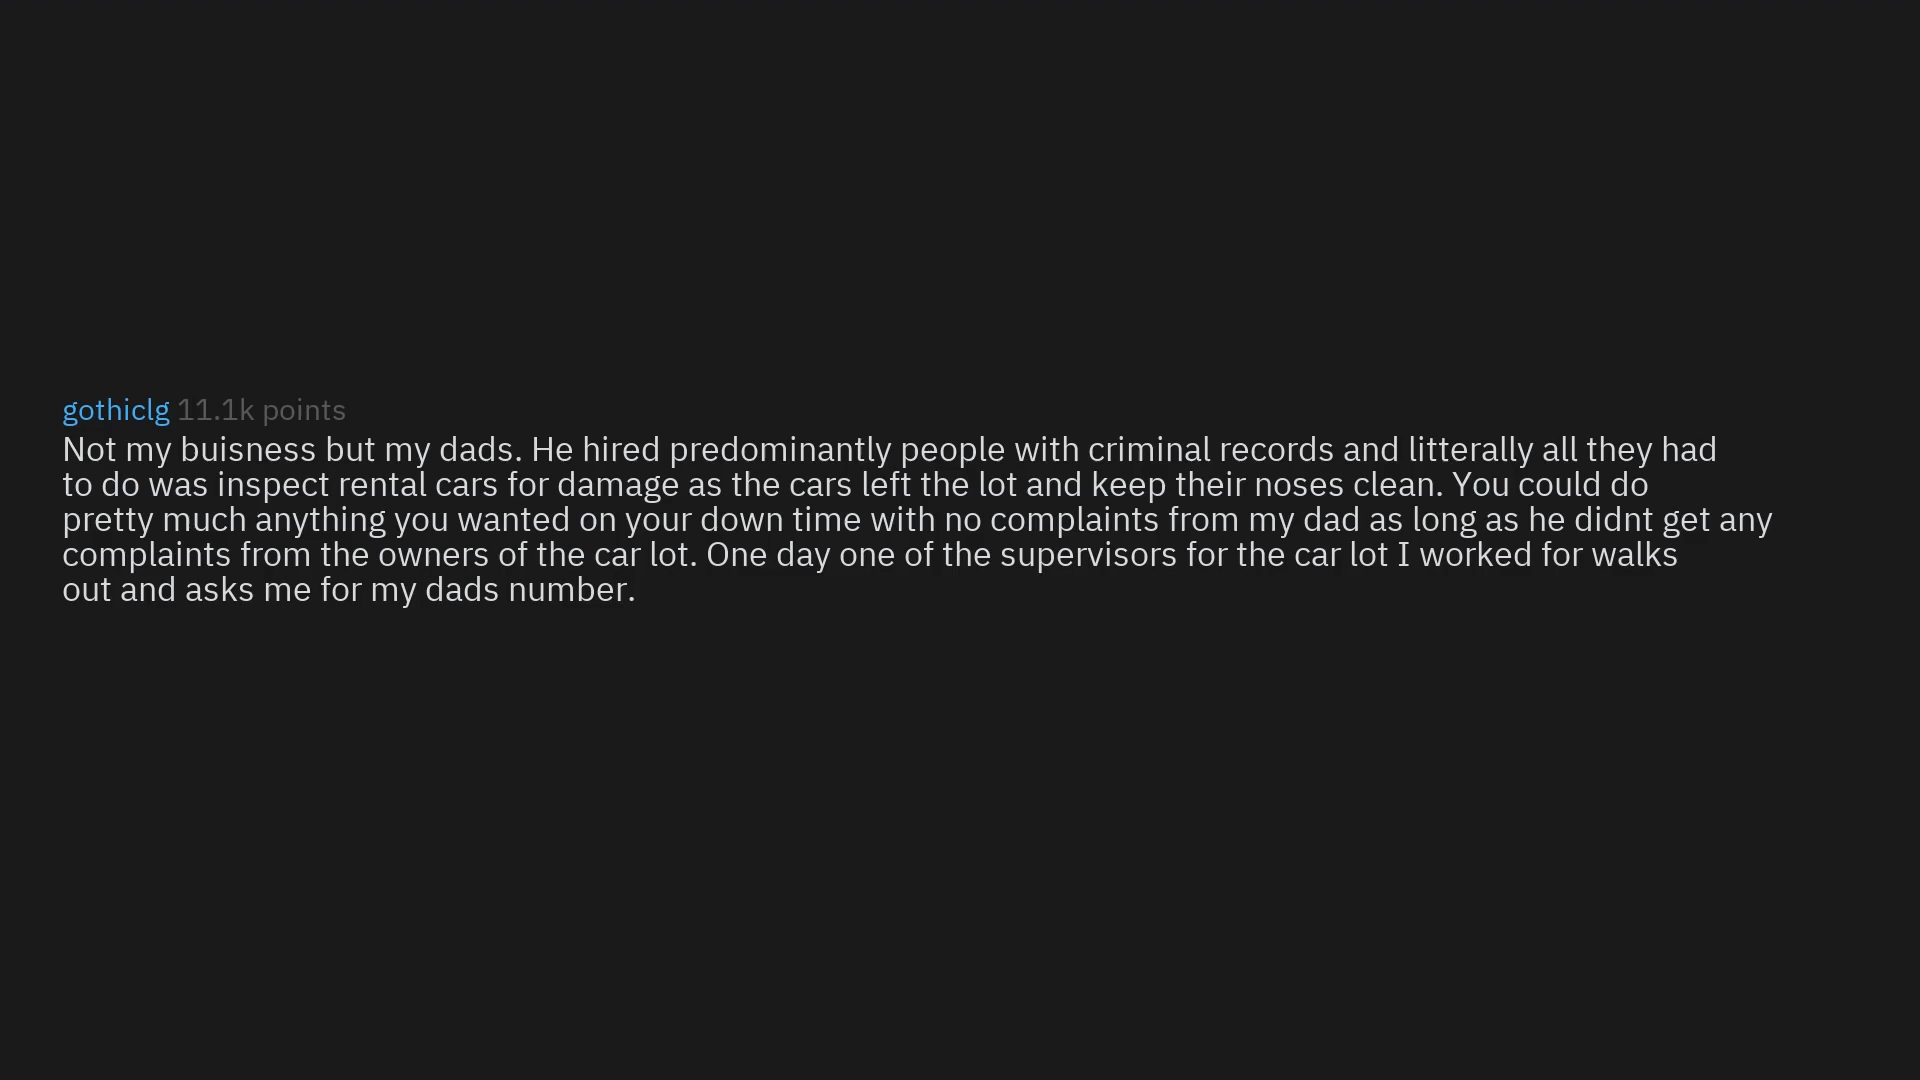 gothiclg 11.1k points
Not my buisness but my dads. He hired predominantly people with criminal records and litterally all they had
to do was inspect rental cars for damage as the cars left the lot and keep their noses clean. You could do
pretty much anything you wanted on your down time with no complaints from my dad as long as he didnt get any
complaints from the owners of the car lot. One day one of the supervisors for the car lot I worked for walks
out and asks me for my dads number.